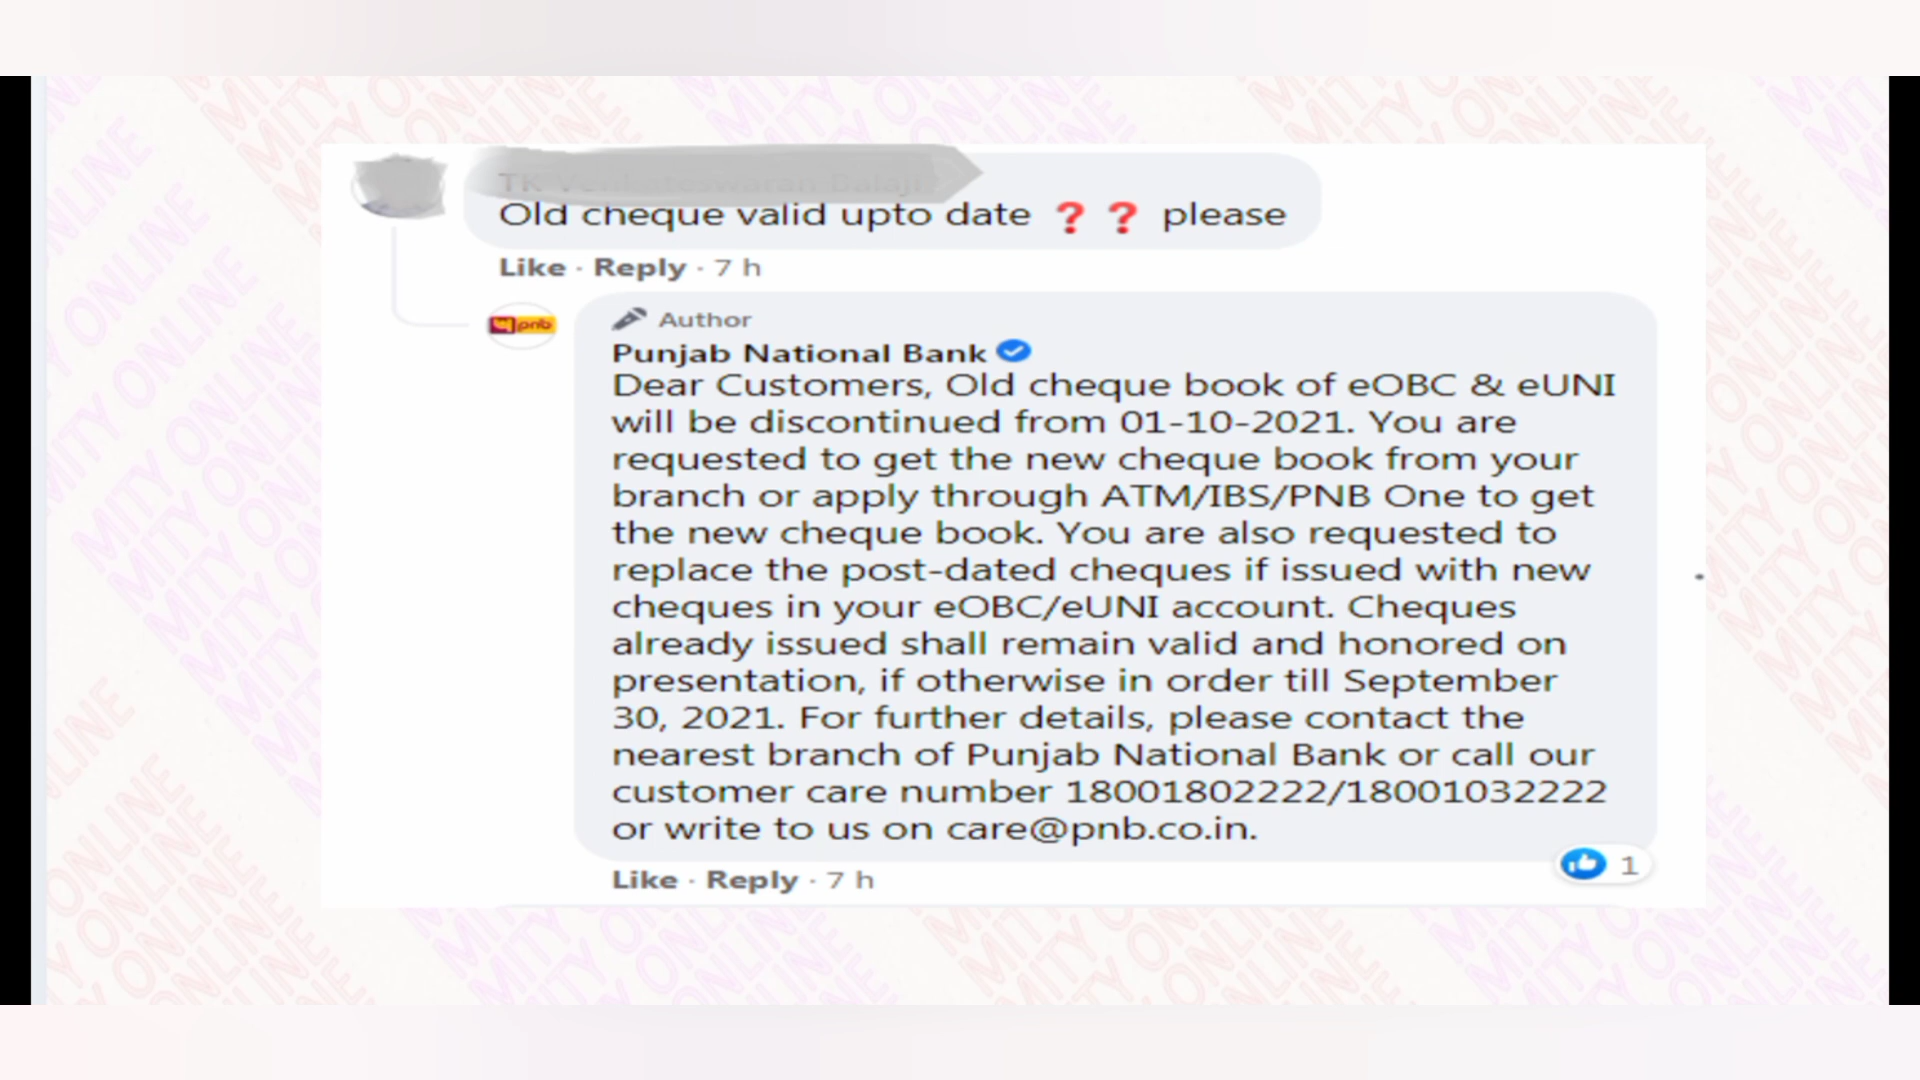 Old cheque valid upto date ❓ ❓ please
Like · Reply · 7 h
pnb
Author
Punjab National Bank
Dear Customers, Old cheque book of eOBC & eUNI
will be discontinued from 01-10-2021. You are
requested to get the new cheque book from your
branch or apply through ATM/IBS/PNB One to get
the new cheque book. You are also requested to
replace the post-dated cheques if issued with new
cheques in your eOBC/eUNI account. Cheques
already issued shall remain valid and honored on
presentation, if otherwise in order till September
30, 2021. For further details, please contact the
nearest branch of Punjab National Bank or call our
customer care number 18001802222/18001032222
or write to us on care@pnb.co.in.
1
Like · Reply · 7 h
MITY ONLINE